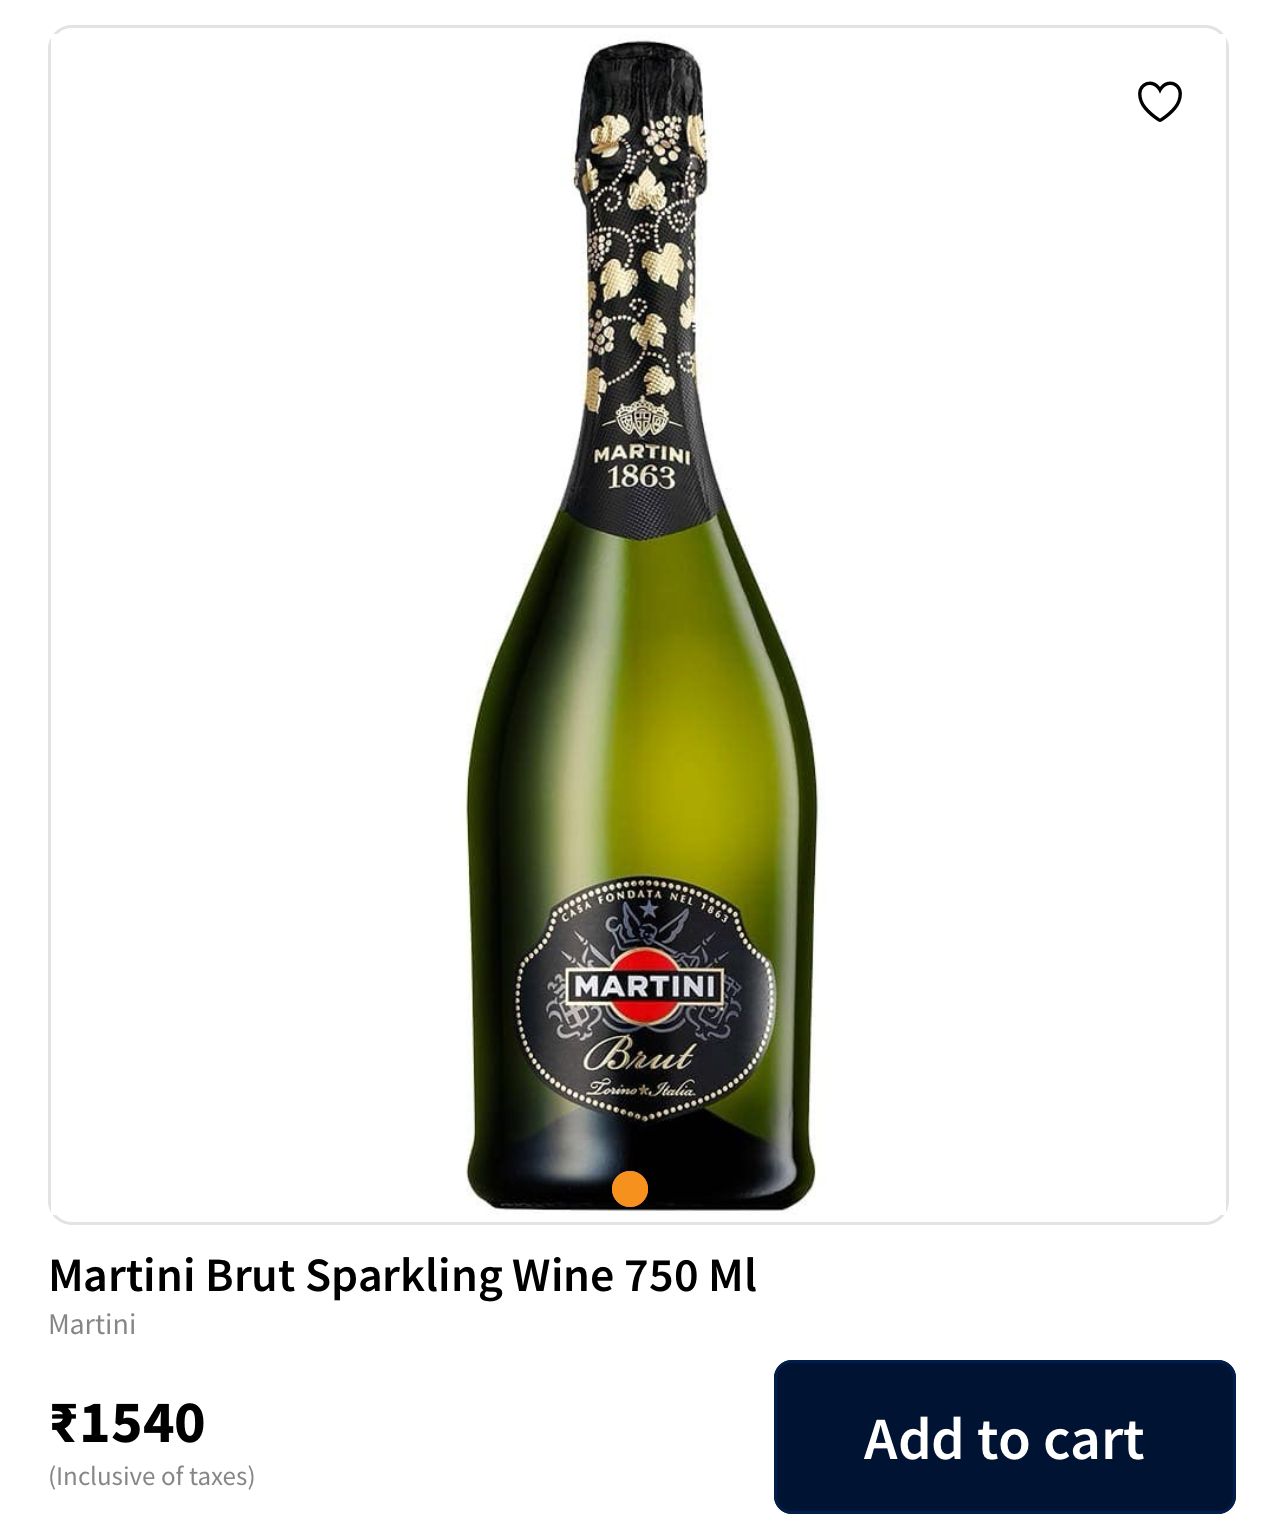 MARTINI
1863
CASA FONDATA NEL 1863
MARTINI
Brut
Torino★Italia
Martini Brut Sparkling Wine 750 Ml
Martini
₹1540
(Inclusive of taxes)
Add to cart